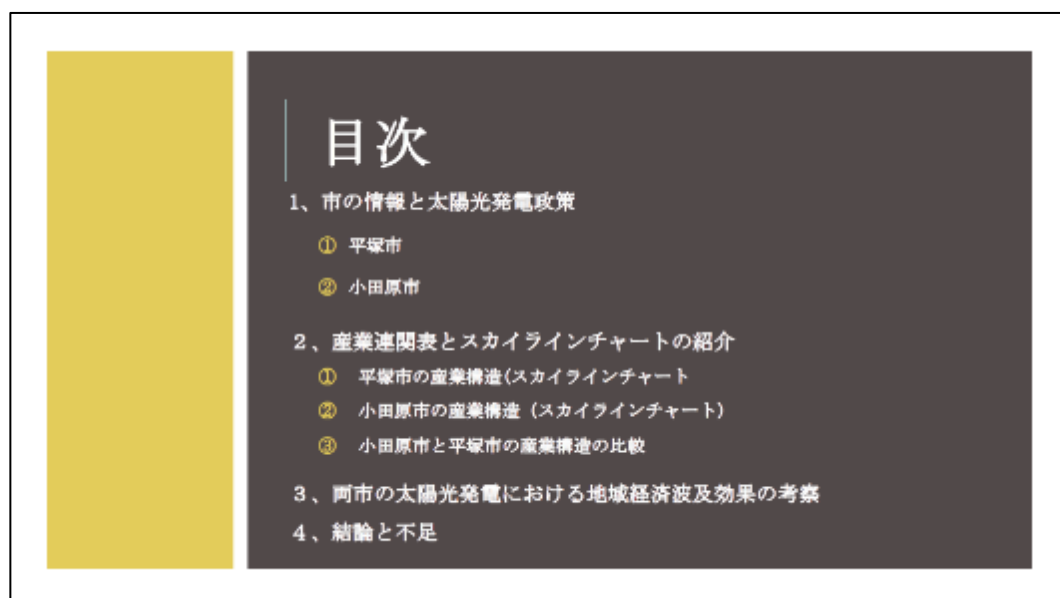 目次
1、市の情報と太陽光発電政策
① 平塚市
② 小田原市
２、産業連関表とスカイラインチャートの紹介
① 平塚市の産業構造(スカイラインチャート
② 小田原市の産業構造（スカイラインチャート）
③ 小田原市と平塚市の産業構造の比較
３、両市の太陽光発電における地域経済波及効果の考察
４、結論と不足